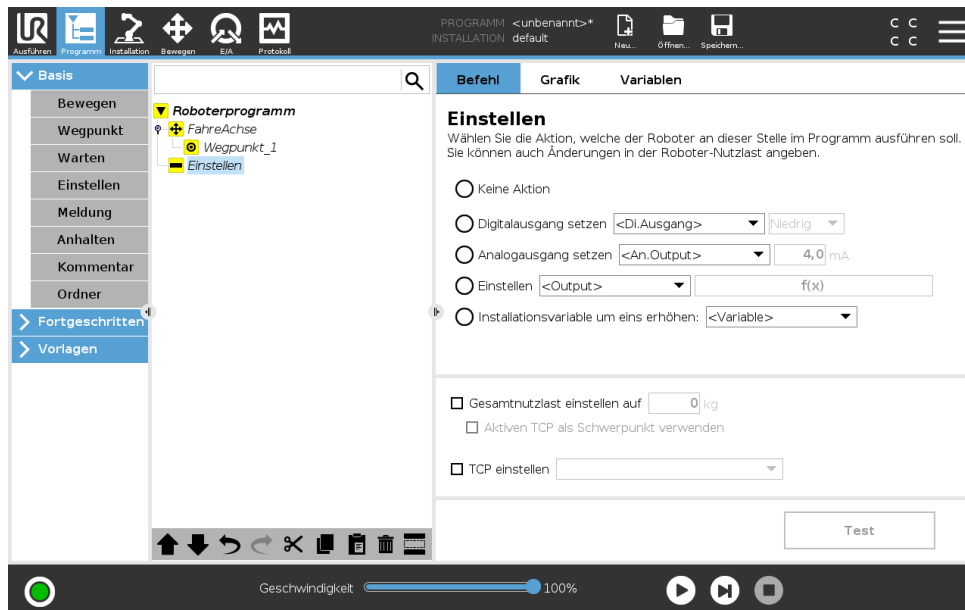 PROGRAMM <unbenannt>*
INSTALLATION default
Ausführen Programm Installation Bewegen E/A Protokoll
Neu... Öffnen... Speichern...
C C
C C
Basis
Bewegen
Wegpunkt
Warten
Einstellen
Meldung
Anhalten
Kommentar
Ordner
Fortgeschritten
Vorlagen
Roboterprogramm
FahreAchse
Wegpunkt_1
Einstellen
Befehl Grafik Variablen
Einstellen
Wählen Sie die Aktion, welche der Roboter an dieser Stelle im Programm ausführen soll.
Sie können auch Änderungen in der Roboter-Nutzlast angeben.
Keine Aktion
Digitalausgang setzen <Di.Ausgang> Niedrig
Analogausgang setzen <An.Output> 4,0 mA
Einstellen <Output> f(x)
Installationsvariable um eins erhöhen: <Variable>
Gesamtnutzlast einstellen auf 0 kg
Aktiven TCP als Schwerpunkt verwenden
TCP einstellen
Test
Geschwindigkeit 100%